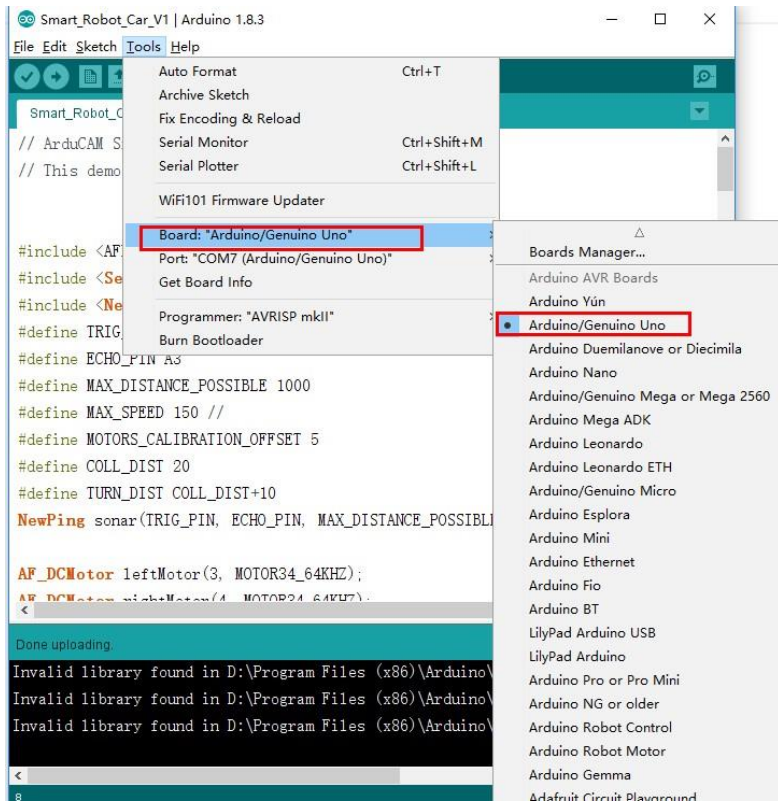 Smart_Robot_Car_V1 | Arduino 1.8.3
File Edit Sketch Tools Help
Smart_Robot_C
Auto Format Ctrl+T
Archive Sketch
Fix Encoding & Reload
Serial Monitor Ctrl+Shift+M
Serial Plotter Ctrl+Shift+L
WiFi101 Firmware Updater
Board: "Arduino/Genuino Uno"
Port: "COM7 (Arduino/Genuino Uno)"
Get Board Info
Programmer: "AVRISP mkII"
Burn Bootloader
Boards Manager...
Arduino AVR Boards
Arduino Yún
Arduino/Genuino Uno
Arduino Duemilanove or Diecimila
Arduino Nano
Arduino/Genuino Mega or Mega 2560
Arduino Mega ADK
Arduino Leonardo
Arduino Leonardo ETH
Arduino/Genuino Micro
Arduino Esplora
Arduino Mini
Arduino Ethernet
Arduino Fio
Arduino BT
LilyPad Arduino USB
LilyPad Arduino
Arduino Pro or Pro Mini
Arduino NG or older
Arduino Robot Control
Arduino Robot Motor
Arduino Gemma
Adafruit Circuit Playground
// ArduCAM S
// This demo
#include <AF
#include <Se
#include <Ne
#define TRIG
#define ECHO_PIN A3
#define MAX_DISTANCE_POSSIBLE 1000
#define MAX_SPEED 150 //
#define MOTORS_CALIBRATION_OFFSET 5
#define COLL_DIST 20
#define TURN_DIST COLL_DIST+10
NewPing sonar(TRIG_PIN, ECHO_PIN, MAX_DISTANCE_POSSIBL
AF_DCMotor leftMotor(3, MOTOR34_64KHZ);
AF_DCMotor rightMotor(4, MOTOR34_64KHZ);
Done uploading.
Invalid library found in D:\Program Files (x86)\Arduino\
Invalid library found in D:\Program Files (x86)\Arduino\
Invalid library found in D:\Program Files (x86)\Arduino\
8